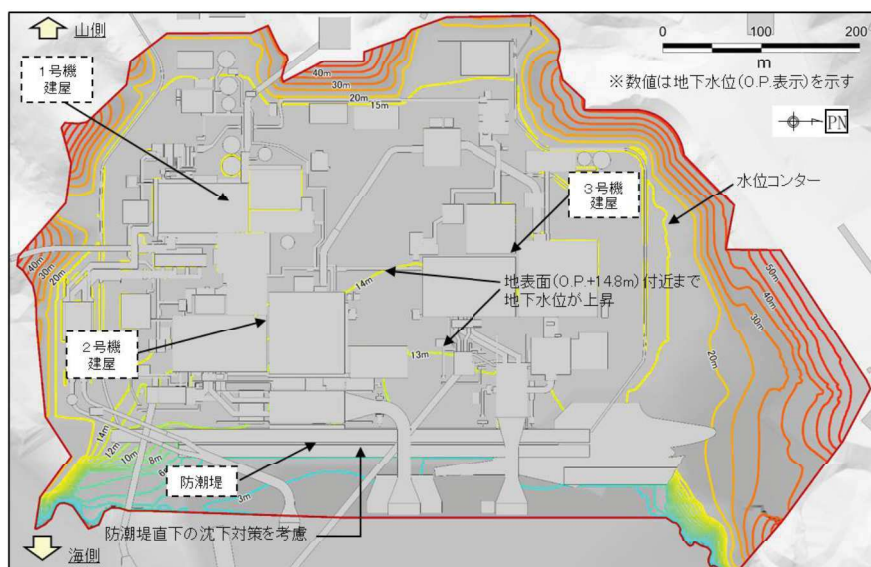 山側
0 100 200
m
※数値は地下水位(O.P.表示)を示す
PN
1号機
建屋
40m
30m
20m
15m
水位コンター
3号機
建屋
14m
地表面(O.P.+14.8m)付近まで
地下水位が上昇
13m
40m
30m
20m
50m
40m
30m
20m
2号機
建屋
14m
12m
10m
8m
3m
防潮堤
防潮堤直下の沈下対策を考慮
海側